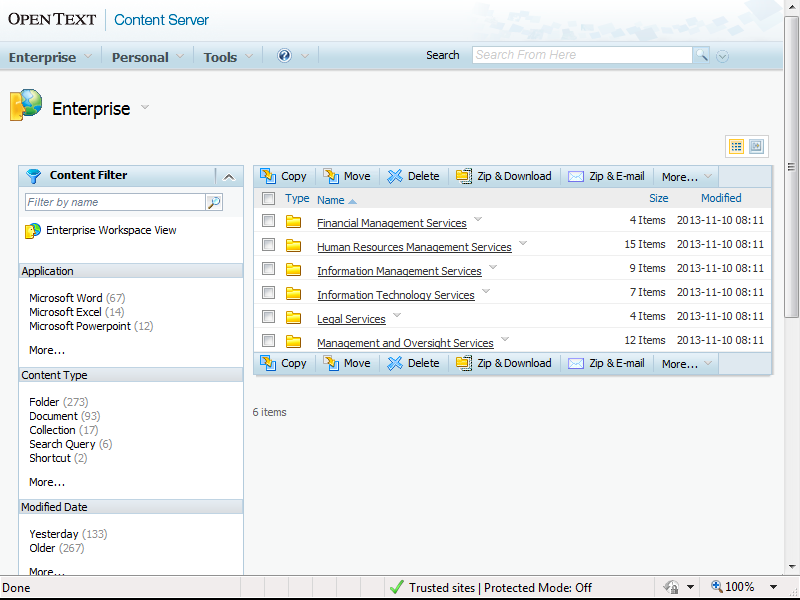 OPEN TEXT Content Server
Enterprise Personal Tools ? Search Search From Here
Enterprise
Content Filter
Filter by name
Enterprise Workspace View
Application
Microsoft Word (67)
Microsoft Excel (14)
Microsoft Powerpoint (12)
More...
Content Type
Folder (273)
Document (93)
Collection (17)
Search Query (6)
Shortcut (2)
More...
Modified Date
Yesterday (133)
Older (267)
More...
Copy Move Delete Zip & Download Zip & E-mail More...
Type Name Size Modified
Financial Management Services 4 Items 2013-11-10 08:11
Human Resources Management Services 15 Items 2013-11-10 08:11
Information Management Services 9 Items 2013-11-10 08:11
Information Technology Services 7 Items 2013-11-10 08:11
Legal Services 4 Items 2013-11-10 08:11
Management and Oversight Services 12 Items 2013-11-10 08:11
Copy Move Delete Zip & Download Zip & E-mail More...
6 items
Done Trusted sites | Protected Mode: Off 100%